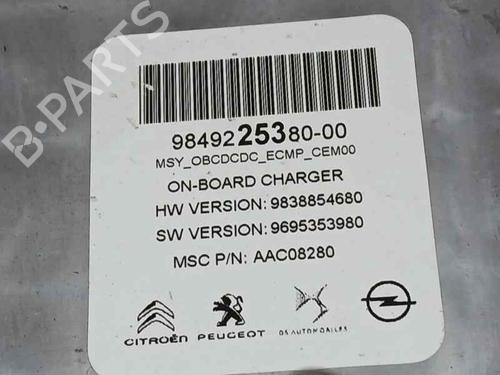 B-PARTS
9849225380-00
MSY_OBCDCDC_ECMP_CEM00
ON-BOARD CHARGER
HW VERSION: 9838854680
SW VERSION: 9695353980
MSC P/N: AAC08280
CITROËN PEUGEOT DS AUTOMOBILES